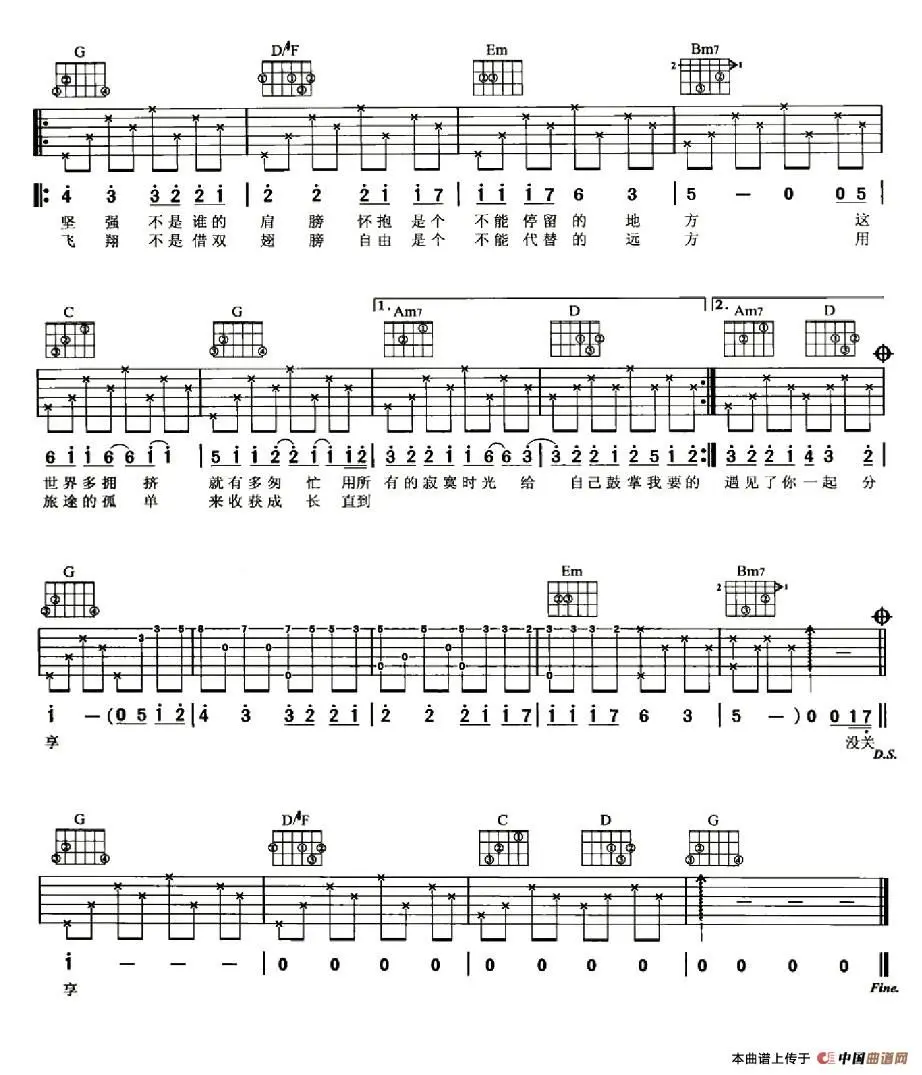 G D/#F Em Bm7
2 1
4 3 3 2 2 1 | 2 2 2 1 1 7 | 1 1 1 7 6 3 | 5 - 0 0 5
坚 强 不 是 谁 的 肩 膀 怀 抱 是 个 不 能 停 留 的 地 方 这
飞 翔 不 是 借 双 翅 膀 自 由 是 个 不 能 代 替 的 远 方 用
1. 2.
C G Am7 D Am7 D
6 1 1 6 6 1 1 | 5 1 1 2 2 1 1 1 2 | 3 2 2 1 6 6 3 | 3 2 2 1 2 5 1 2 :| 3 2 2 1 1 3 2
世 界 多 拥 挤 就 有 多 匆 忙 用 所 有 的 寂 寞 时 光 给 自 己 鼓 掌 我 要 的 遇 见 了 你 一 起 分
旅 途 的 孤 单 来 收 获 成 长 直 到
G Em Bm7
2 1
1 - (0 5 1 2 | 4 3 3 2 2 1 | 2 2 2 1 1 7 | 1 1 1 7 6 3 | 5 - ) 0 0 1 7
享 没 关
D.S.
G D/#F C D G
1 - - - | 0 0 0 0 | 0 0 0 0 | 0 0 0 0
享
Fine.
本曲谱上传于 中国曲谱网